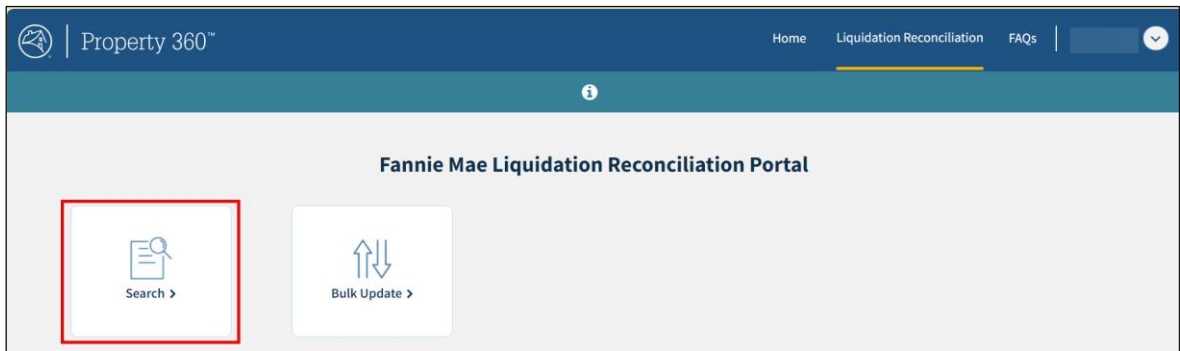 Property 360™
Home Liquidation Reconciliation FAQs
Fannie Mae Liquidation Reconciliation Portal
Search >
Bulk Update >